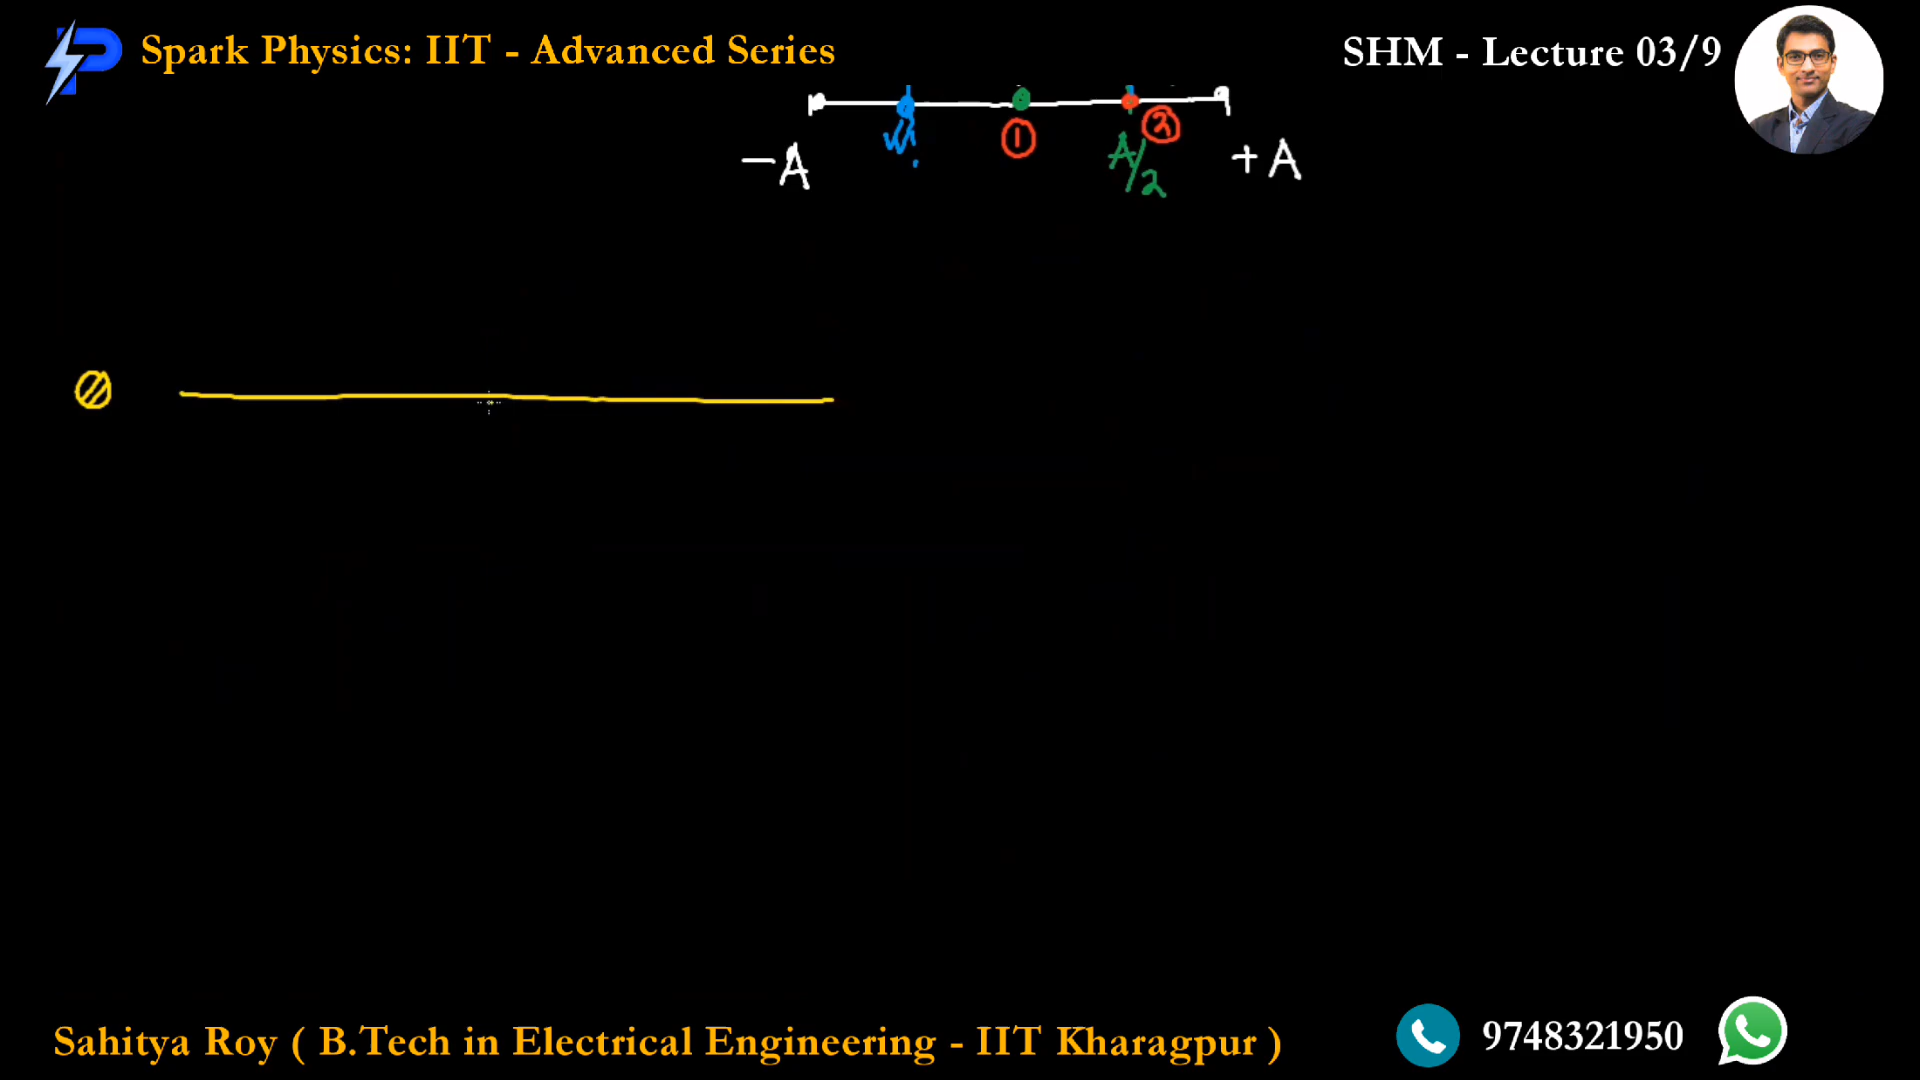 Spark Physics: IIT - Advanced Series
SHM - Lecture 03/9
① ②
-A A/2 +A
Sahitya Roy ( B.Tech in Electrical Engineering - IIT Kharagpur )
9748321950